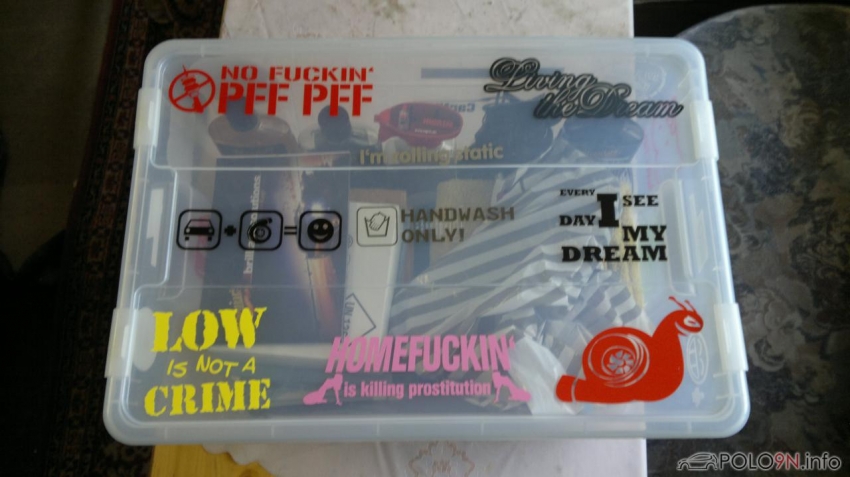 NO FUCKIN'
PFF PFF
Living
the Dream
I'm rolling static
EVERY
DAY
I SEE
MY
DREAM
HANDWASH
ONLY!
LOW
IS NOT A
CRIME
HOMEFUCKIN'
is killing prostitution
APOLO9N.info